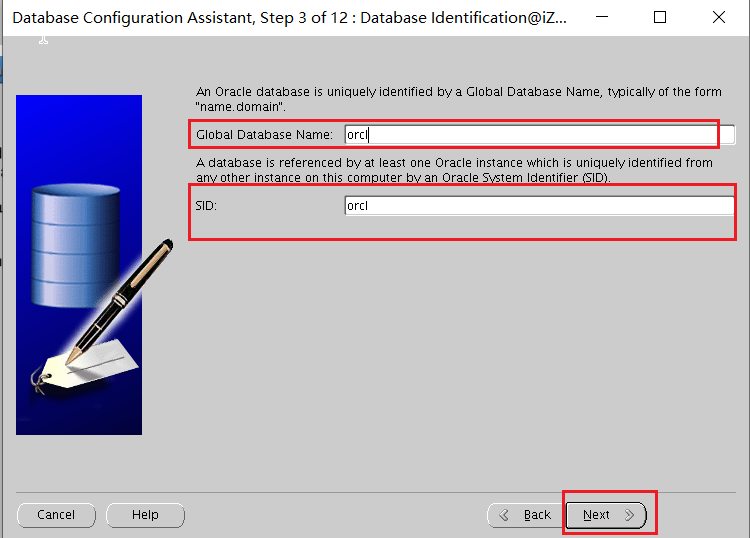 Database Configuration Assistant, Step 3 of 12 : Database Identification@iZ...
An Oracle database is uniquely identified by a Global Database Name, typically of the form
"name.domain".
Global Database Name: orcl
A database is referenced by at least one Oracle instance which is uniquely identified from
any other instance on this computer by an Oracle System Identifier (SID).
SID: orcl
Cancel Help Back Next